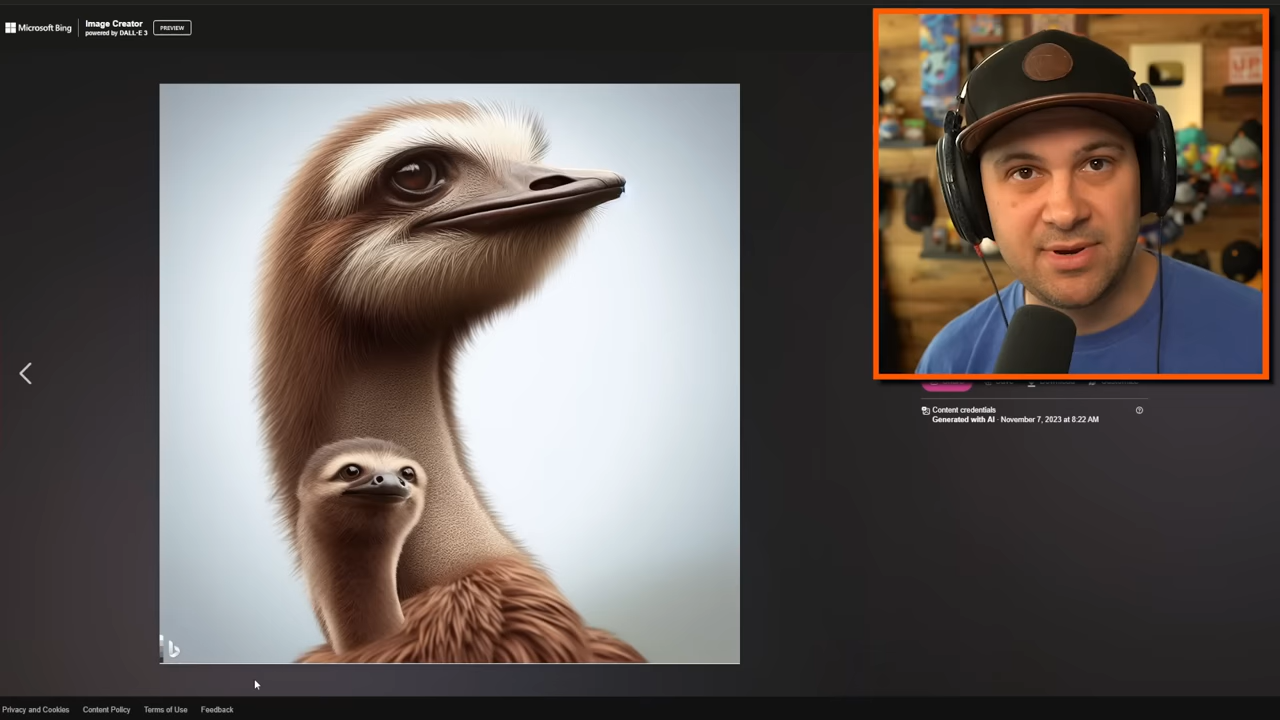 Microsoft Bing
Image Creator
powered by DALL-E 3
PREVIEW
UP
Content credentials
Generated with AI · November 7, 2023 at 8:22 AM
Privacy and Cookies
Content Policy
Terms of Use
Feedback